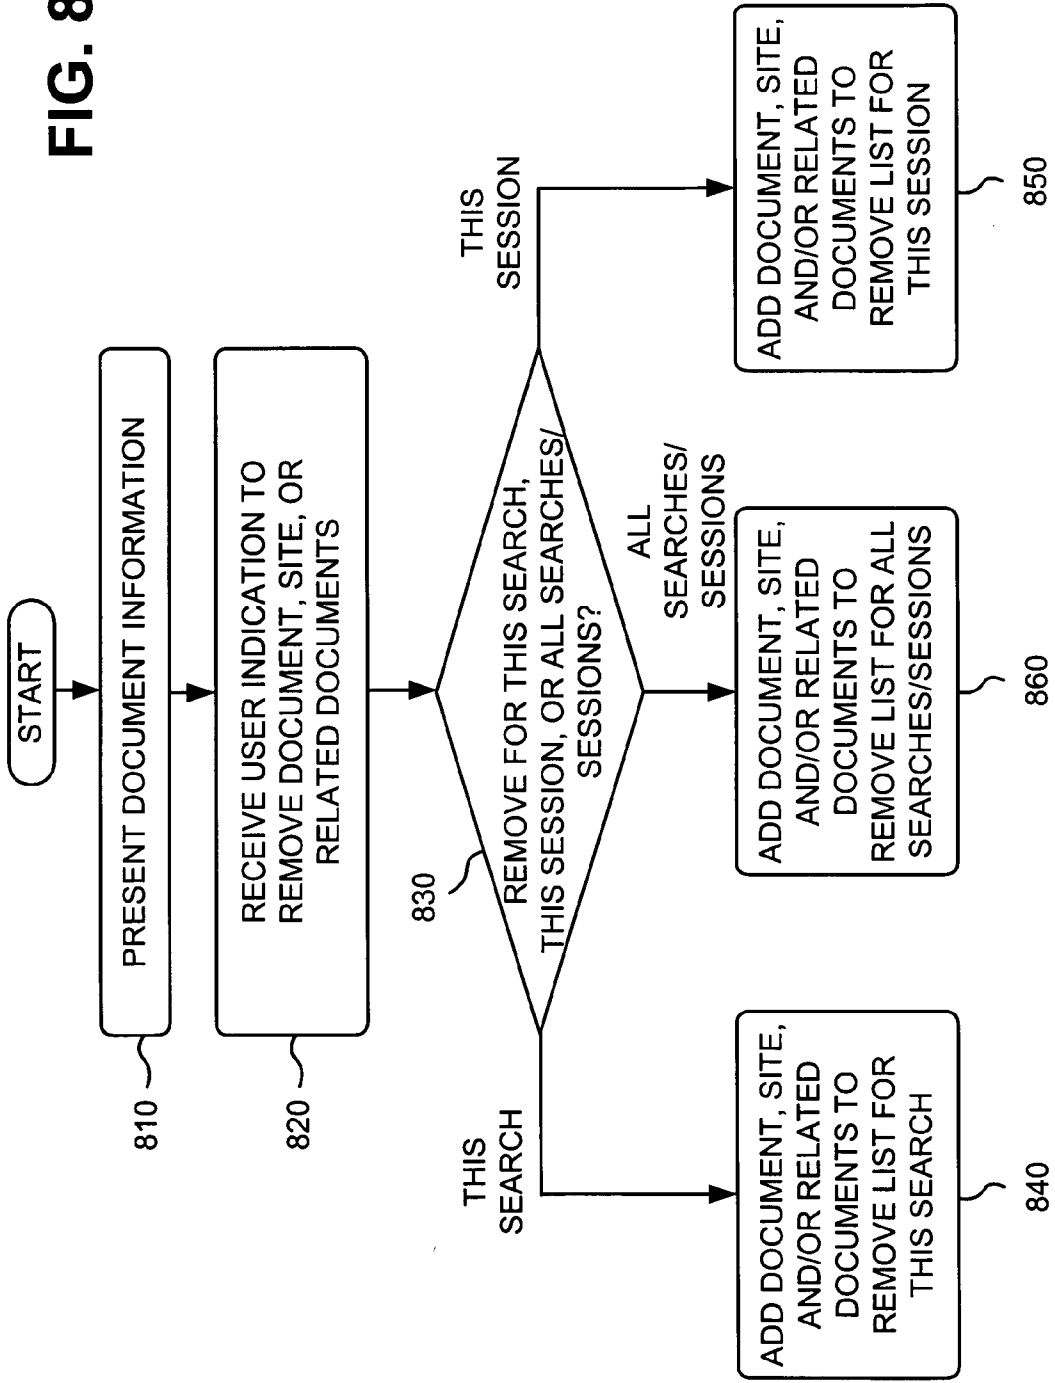 FIG. 8
START
PRESENT DOCUMENT INFORMATION
810
RECEIVE USER INDICATION TO
REMOVE DOCUMENT, SITE, OR
RELATED DOCUMENTS
820
830
REMOVE FOR THIS SEARCH,
THIS SESSION, OR ALL SEARCHES/
SESSIONS?
THIS
SEARCH
ALL
SEARCHES/
SESSIONS
THIS
SESSION
ADD DOCUMENT, SITE,
AND/OR RELATED
DOCUMENTS TO
REMOVE LIST FOR
THIS SEARCH
840
ADD DOCUMENT, SITE,
AND/OR RELATED
DOCUMENTS TO
REMOVE LIST FOR ALL
SEARCHES/SESSIONS
860
ADD DOCUMENT, SITE,
AND/OR RELATED
DOCUMENTS TO
REMOVE LIST FOR
THIS SESSION
850